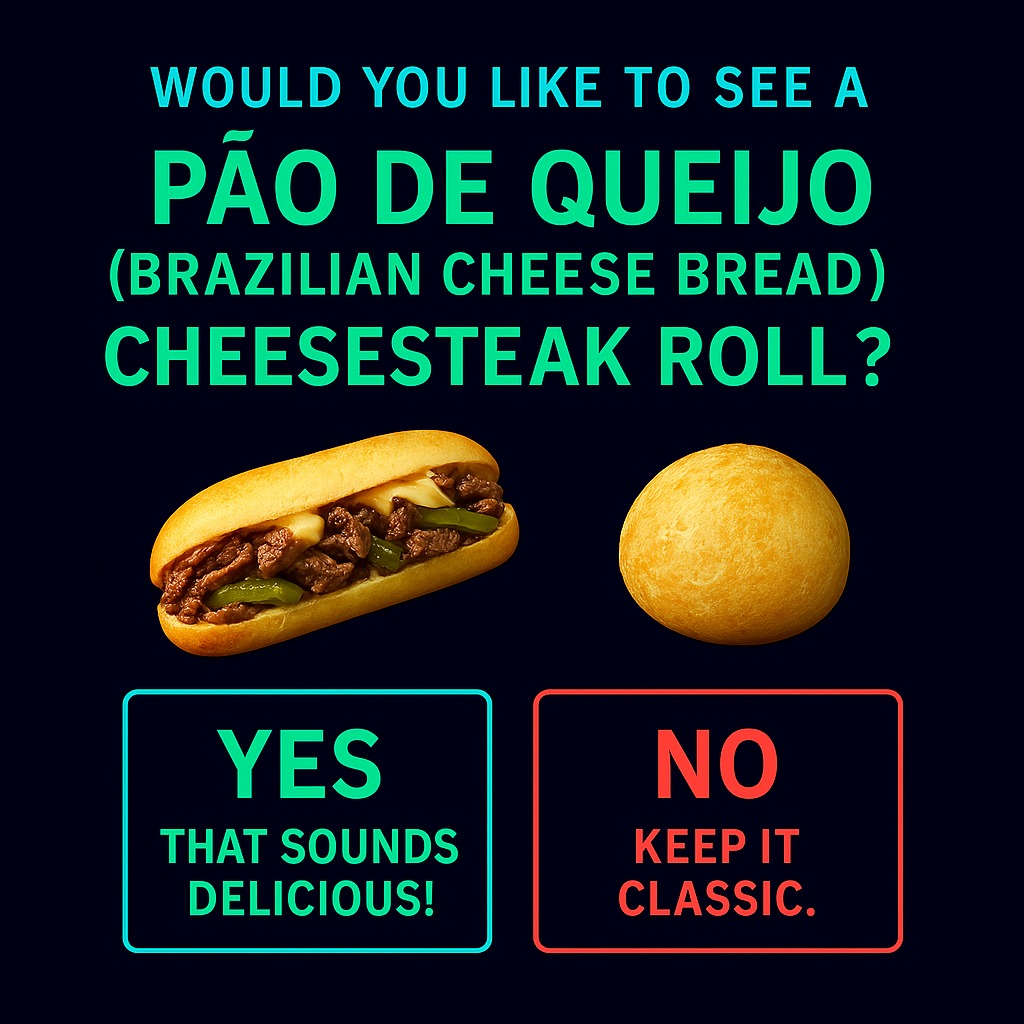 WOULD YOU LIKE TO SEE A
PÃO DE QUEIJO
(BRAZILIAN CHEESE BREAD)
CHEESESTEAK ROLL?
YES
THAT SOUNDS
DELICIOUS!
NO
KEEP IT
CLASSIC.